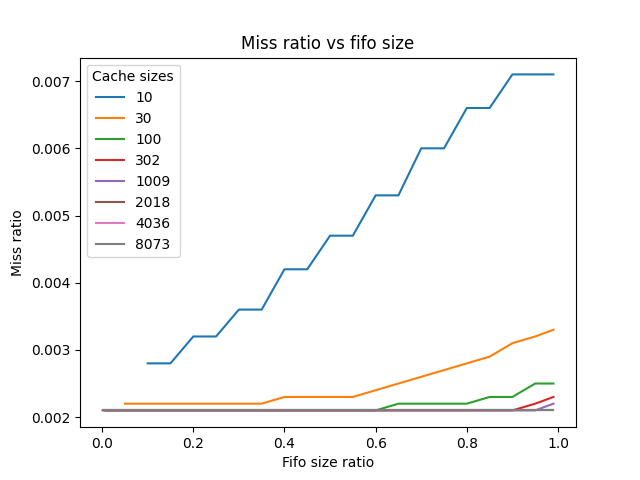 Miss ratio vs fifo size
Cache sizes
10
30
100
302
1009
2018
4036
8073
Miss ratio
0.007
0.006
0.005
0.004
0.003
0.002
0.0 0.2 0.4 0.6 0.8 1.0
Fifo size ratio